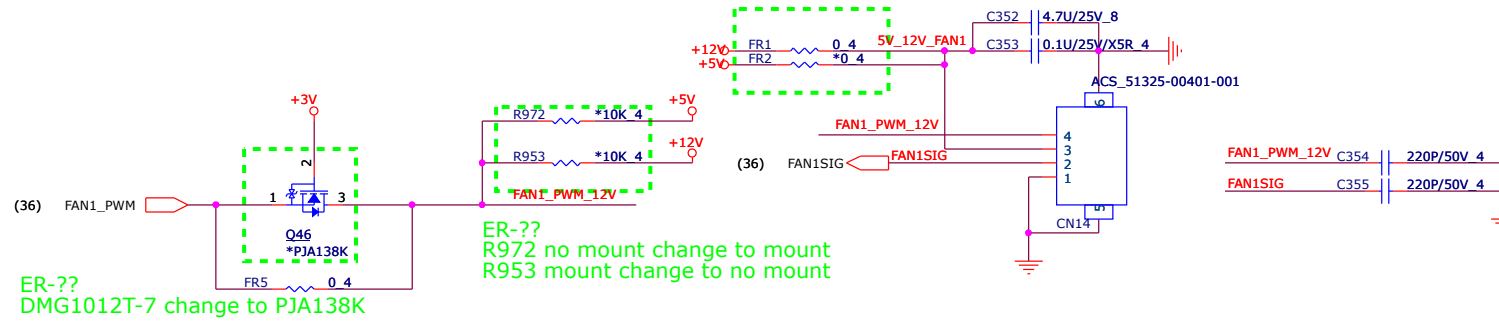 C352 4.7U/25V_8
+12V FR1 0_4 5V_12V_FAN1 C353 0.1U/25V/X5R_4
+5V FR2 *0_4
ACS_51325-00401-001
+3V
R972 *10K_4 +5V
6
FAN1_PWM_12V 4
+12V
3
R953 *10K_4
(36) FAN1SIG FAN1SIG 2
1
FAN1_PWM_12V C354 220P/50V_4
FAN1SIG C355 220P/50V_4
2
(36) FAN1_PWM 1 3 FAN1_PWM_12V
5
CN14
Q46
*PJA138K
ER-??
R972 no mount change to mount
R953 mount change to no mount
FR5 0_4
ER-??
DMG1012T-7 change to PJA138K